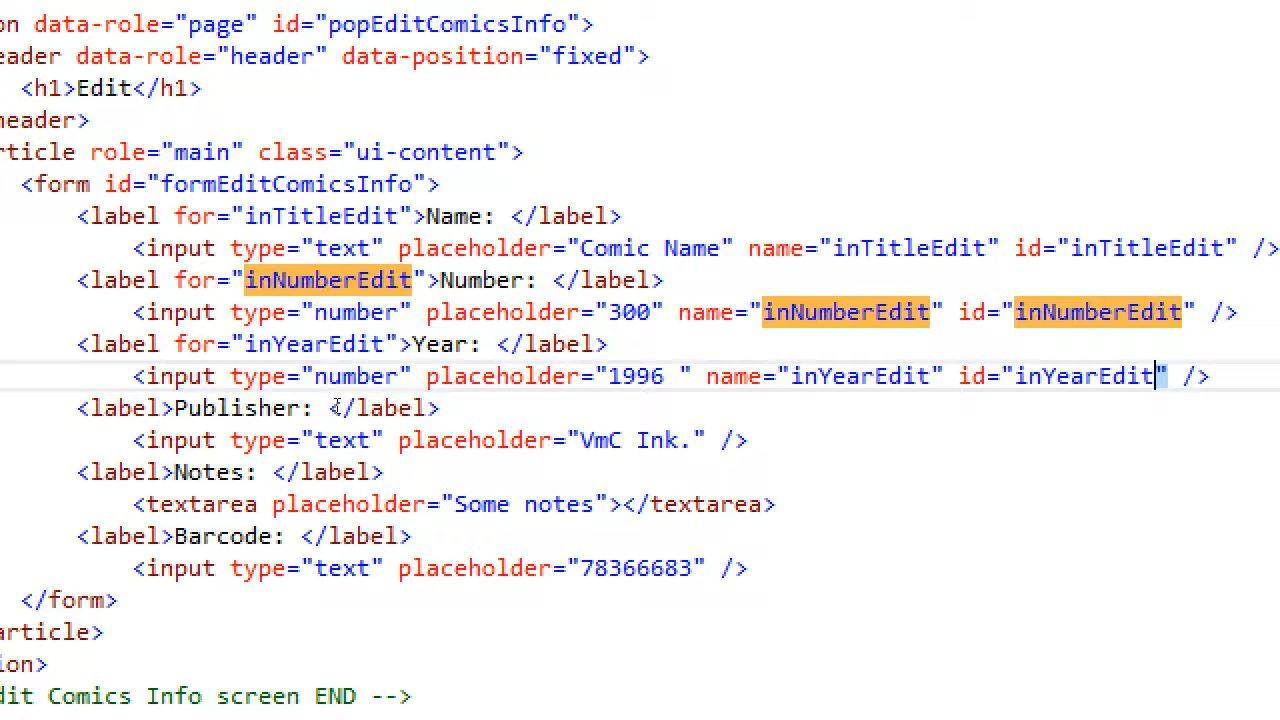 on data-role="page" id="popEditComicsInfo">
eader data-role="header" data-position="fixed">
<h1>Edit</h1>
header>
rticle role="main" class="ui-content">
<form id="formEditComicsInfo">
<label for="inTitleEdit">Name: </label>
<input type="text" placeholder="Comic Name" name="inTitleEdit" id="inTitleEdit" />
<label for="inNumberEdit">Number: </label>
<input type="number" placeholder="300" name="inNumberEdit" id="inNumberEdit" />
<label for="inYearEdit">Year: </label>
<input type="number" placeholder="1996 " name="inYearEdit" id="inYearEdit" />
<label>Publisher: </label>
<input type="text" placeholder="VmC Ink." />
<label>Notes: </label>
<textarea placeholder="Some notes"></textarea>
<label>Barcode: </label>
<input type="text" placeholder="78366683" />
</form>
article>
ion>
dit Comics Info screen END -->